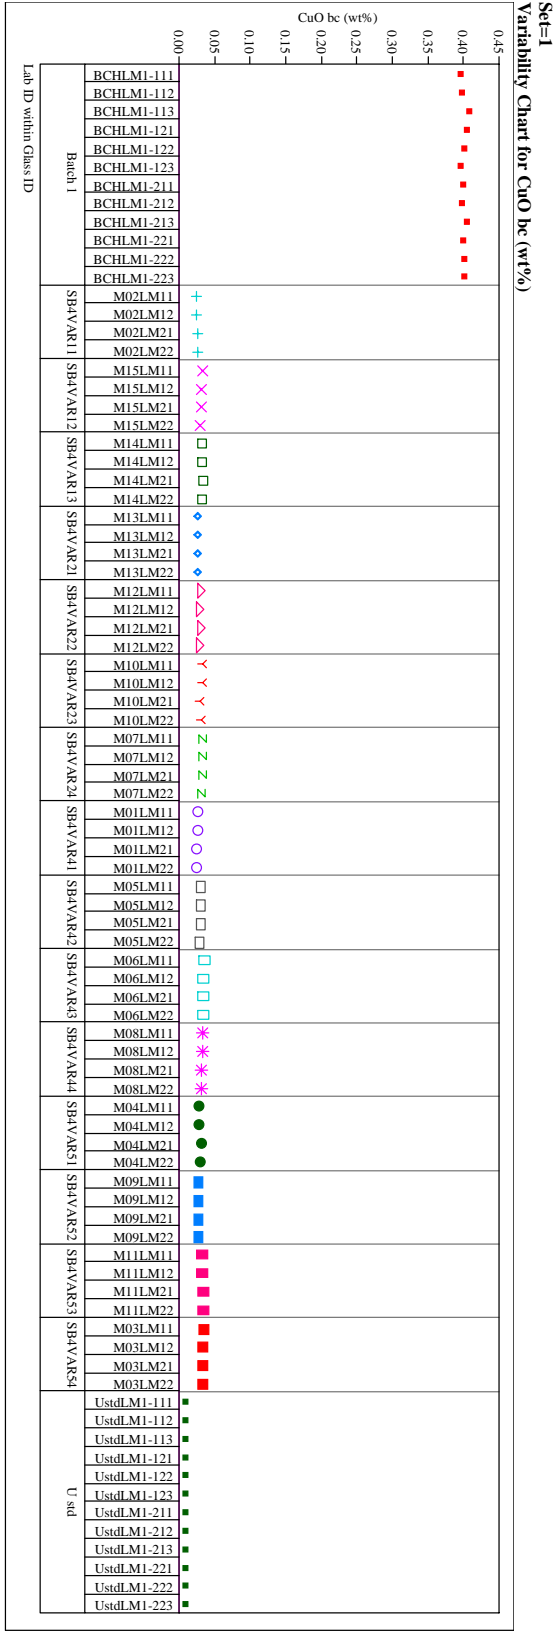 Set=1
Variability Chart for CuO bc (wt%)
CuO bc (wt%)
0.45
0.40
0.35
0.30
0.25
0.20
0.15
0.10
0.05
0.00
BCHLM1-111
BCHLM1-112
BCHLM1-113
BCHLM1-121
BCHLM1-122
BCHLM1-123
BCHLM1-211
BCHLM1-212
BCHLM1-213
BCHLM1-221
BCHLM1-222
BCHLM1-223
M02LM11
M02LM12
M02LM21
M02LM22
M15LM11
M15LM12
M15LM21
M15LM22
M14LM11
M14LM12
M14LM21
M14LM22
M13LM11
M13LM12
M13LM21
M13LM22
M12LM11
M12LM12
M12LM21
M12LM22
M10LM11
M10LM12
M10LM21
M10LM22
M07LM11
M07LM12
M07LM21
M07LM22
M01LM11
M01LM12
M01LM21
M01LM22
M05LM11
M05LM12
M05LM21
M05LM22
M06LM11
M06LM12
M06LM21
M06LM22
M08LM11
M08LM12
M08LM21
M08LM22
M04LM11
M04LM12
M04LM21
M04LM22
M09LM11
M09LM12
M09LM21
M09LM22
M11LM11
M11LM12
M11LM21
M11LM22
M03LM11
M03LM12
M03LM21
M03LM22
UstdLM1-111
UstdLM1-112
UstdLM1-113
UstdLM1-121
UstdLM1-122
UstdLM1-123
UstdLM1-211
UstdLM1-212
UstdLM1-213
UstdLM1-221
UstdLM1-222
UstdLM1-223
Batch 1
SB4VAR11
SB4VAR12
SB4VAR13
SB4VAR21
SB4VAR22
SB4VAR23
SB4VAR24
SB4VAR41
SB4VAR42
SB4VAR43
SB4VAR44
SB4VAR51
SB4VAR52
SB4VAR53
SB4VAR54
U std
Lab ID within Glass ID